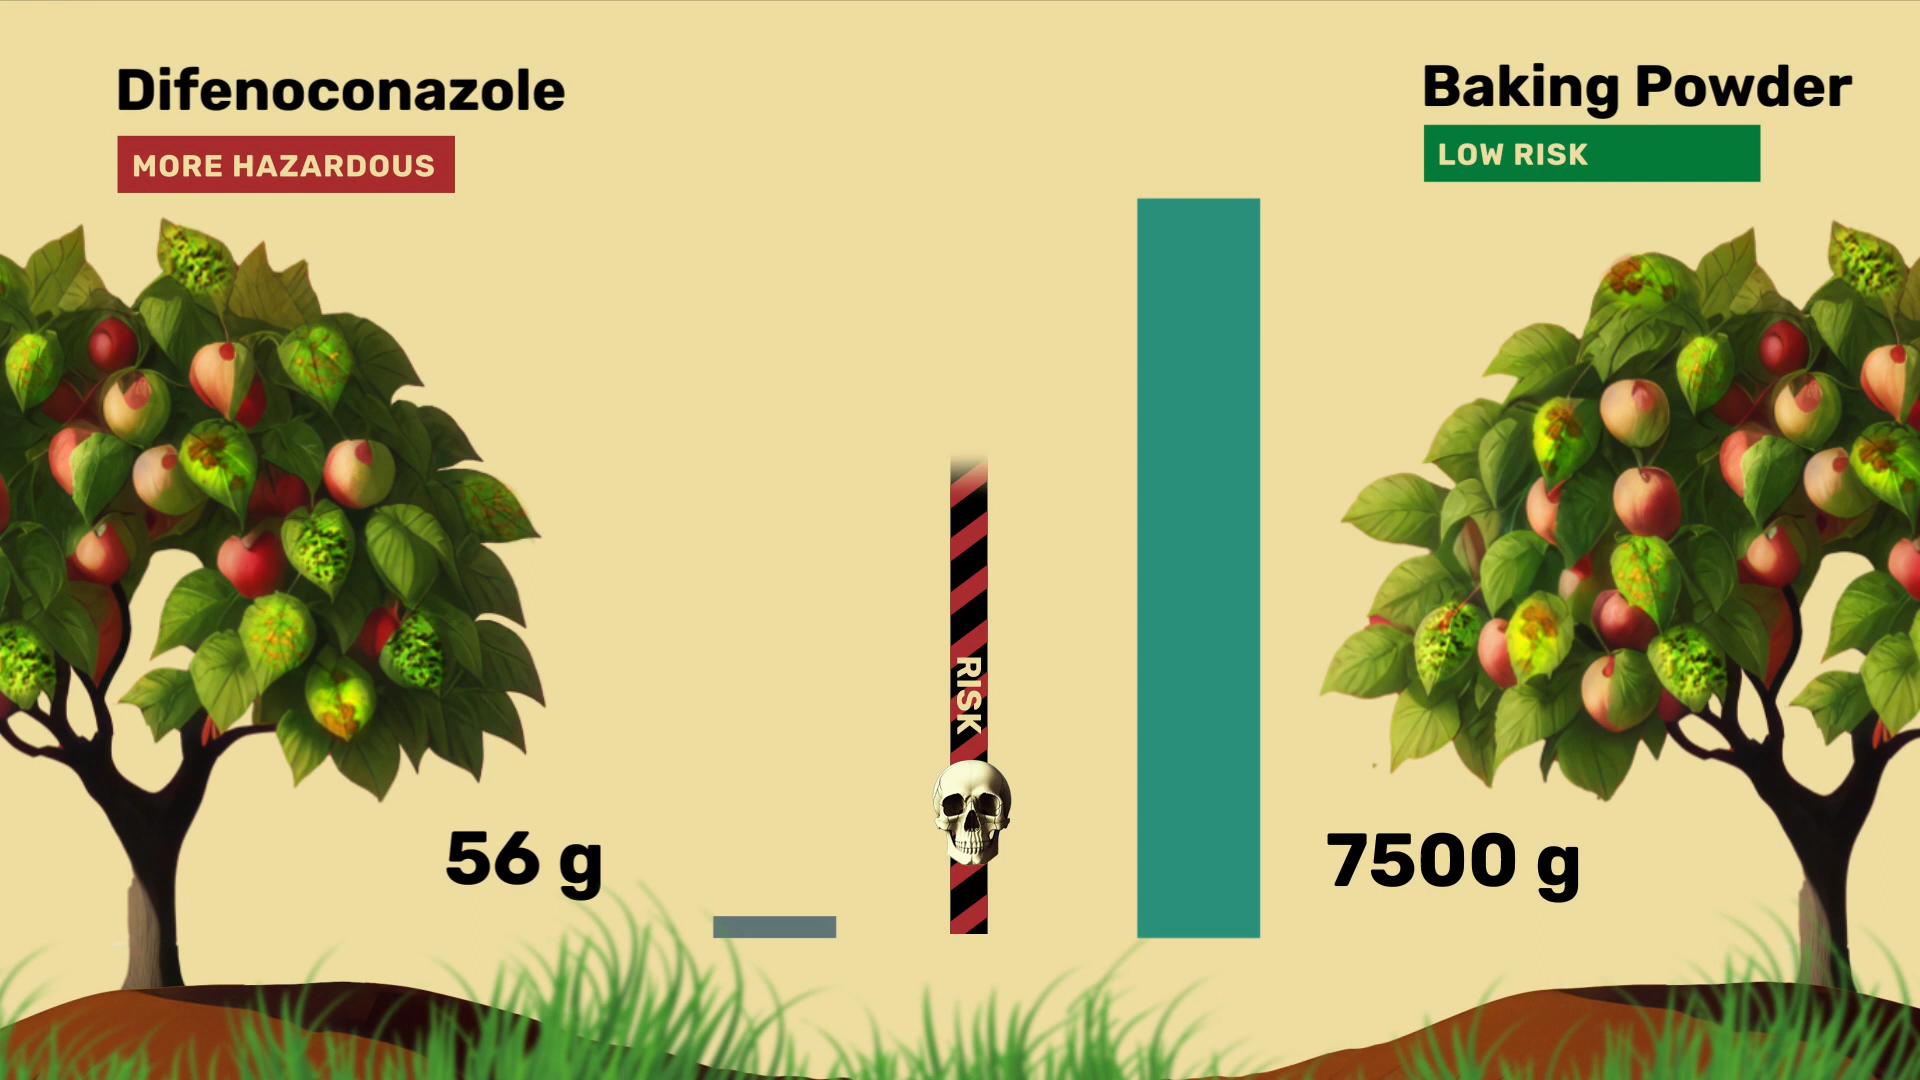 Difenoconazole
MORE HAZARDOUS
Baking Powder
LOW RISK
RISK
56 g
7500 g